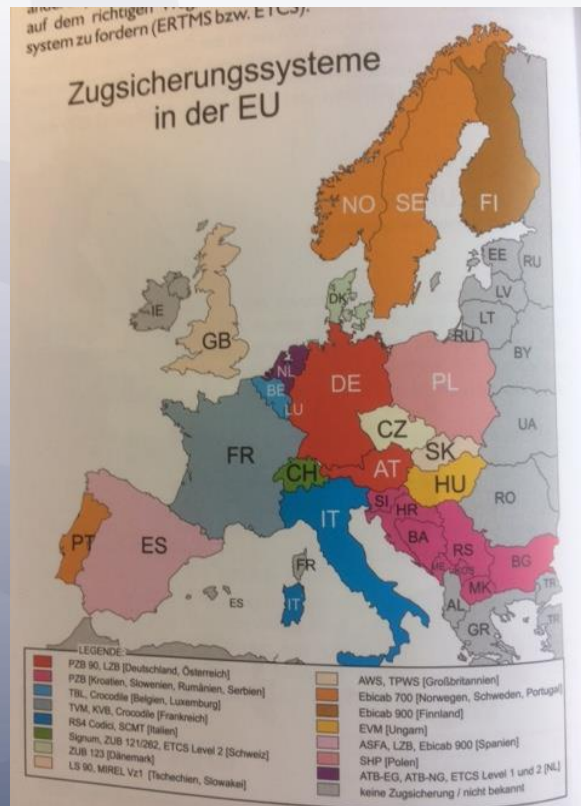 auf dem richtigen
system zu fordern (ERTMS bzw. ETCS).
Zugsicherungssysteme
in der EU
NO
SE
FI
EE
RU
LV
LT
RU
BY
IE
GB
DK
NL
BE
LU
DE
PL
UA
CZ
SK
FR
CH
AT
HU
RO
SI
HR
IT
BA
RS
BG
MK
PT
ES
FR
ES
IT
AL
GR
TR
TR
LEGENDE:
PZB 90, LZB [Deutschland, Österreich]
PZB [Kroatien, Slowenien, Rumänien, Serbien]
TBL, Crocodile [Belgien, Luxemburg]
TVM, KVB, Crocodile [Frankreich]
RS4 Codici, SCMT [Italien]
Signum, ZUB 121/262, ETCS Level 2 [Schweiz]
ZUB 123 [Dänemark]
LS 90, MIREL Vz1 [Tschechien, Slowakei]
AWS, TPWS [Großbritannien]
Ebicab 700 [Norwegen, Schweden, Portugal]
Ebicab 900 [Finnland]
EVM [Ungarn]
ASFA, LZB, Ebicab 900 [Spanien]
SHP [Polen]
ATB-EG, ATB-NG, ETCS Level 1 und 2 [NL]
keine Zugsicherung / nicht bekannt